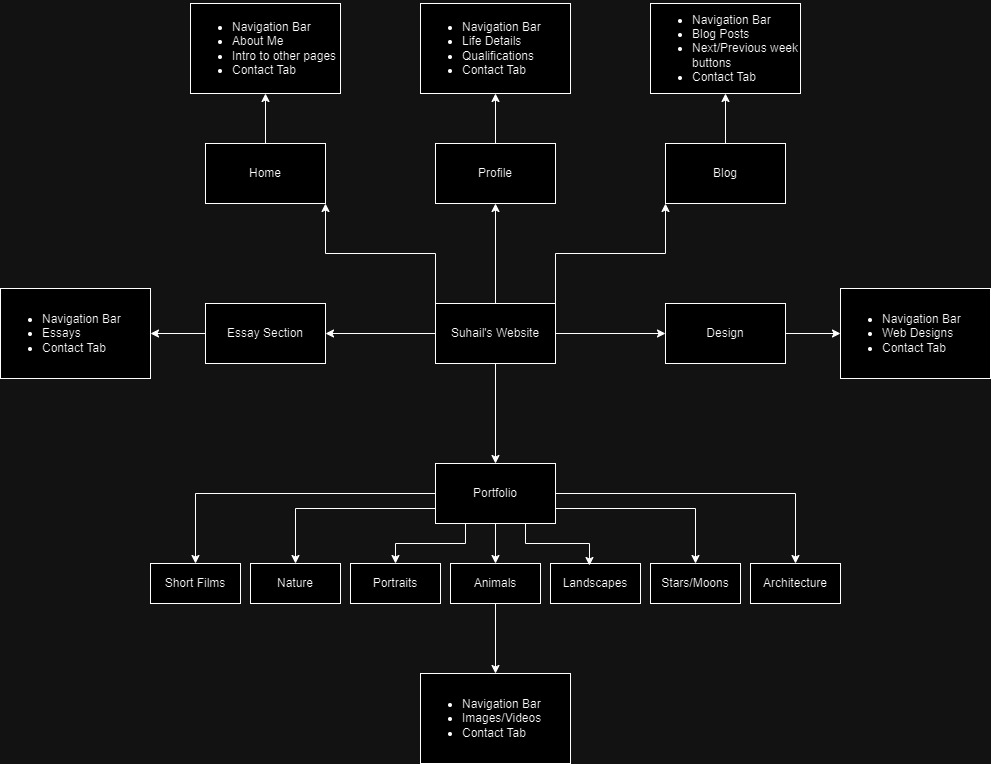 Navigation Bar
About Me
Intro to other pages
Contact Tab
Navigation Bar
Life Details
Qualifications
Contact Tab
Navigation Bar
Blog Posts
Next/Previous week
buttons
Contact Tab
Home
Profile
Blog
Navigation Bar
Essays
Contact Tab
Essay Section
Suhail's Website
Design
Navigation Bar
Web Designs
Contact Tab
Portfolio
Short Films
Nature
Portraits
Animals
Landscapes
Stars/Moons
Architecture
Navigation Bar
Images/Videos
Contact Tab